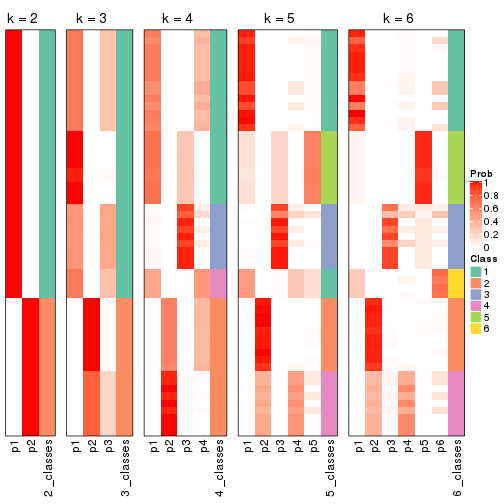 k = 2
k = 3
k = 4
k = 5
k = 6
p1
p2
2_classes
p1
p2
p3
3_classes
p1
p2
p3
p4
4_classes
p1
p2
p3
p4
p5
5_classes
p1
p2
p3
p4
p5
p6
6_classes
Prob
1
0.8
0.6
0.4
0.2
0
Class
1
2
3
4
5
6